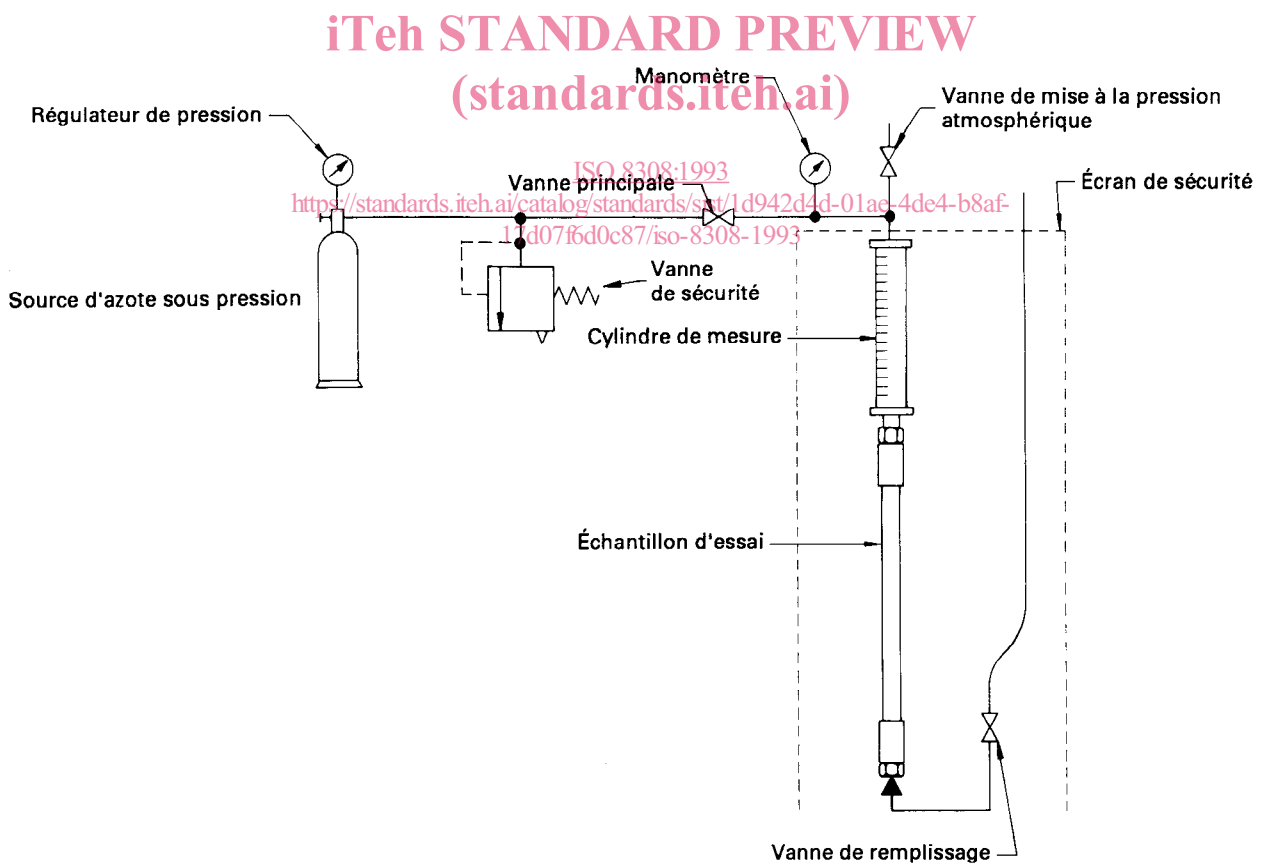 iTeh STANDARD PREVIEW
(standards.iteh.ai)
Manomètre
Régulateur de pression
Vanne de mise à la pression
atmosphérique
ISO 8308:1993
Vanne principale
Écran de sécurité
https://standards.iteh.ai/catalog/standards/sist/1d942d4d-01ae-4de4-b8af-
17d07f6d0c87/iso-8308-1993
Vanne
de sécurité
Source d'azote sous pression
Cylindre de mesure
Échantillon d'essai
Vanne de remplissage